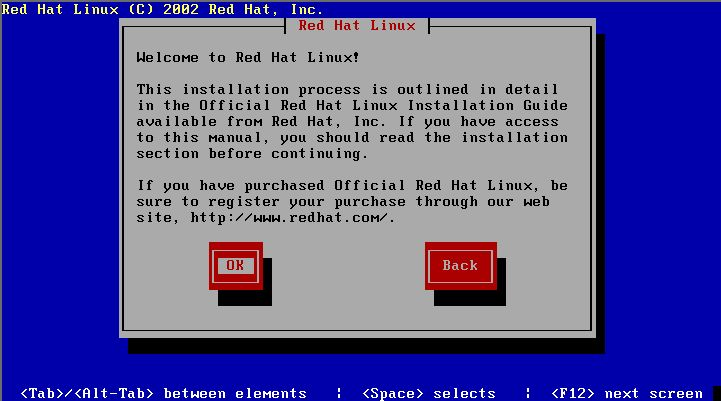 Red Hat Linux (C) 2002 Red Hat, Inc.
Red Hat Linux
Welcome to Red Hat Linux!
This installation process is outlined in detail
in the Official Red Hat Linux Installation Guide
available from Red Hat, Inc. If you have access
to this manual, you should read the installation
section before continuing.
If you have purchased Official Red Hat Linux, be
sure to register your purchase through our web
site, http://www.redhat.com/.
OK Back
<Tab>/<Alt-Tab> between elements ¦ <Space> selects ¦ <F12> next screen